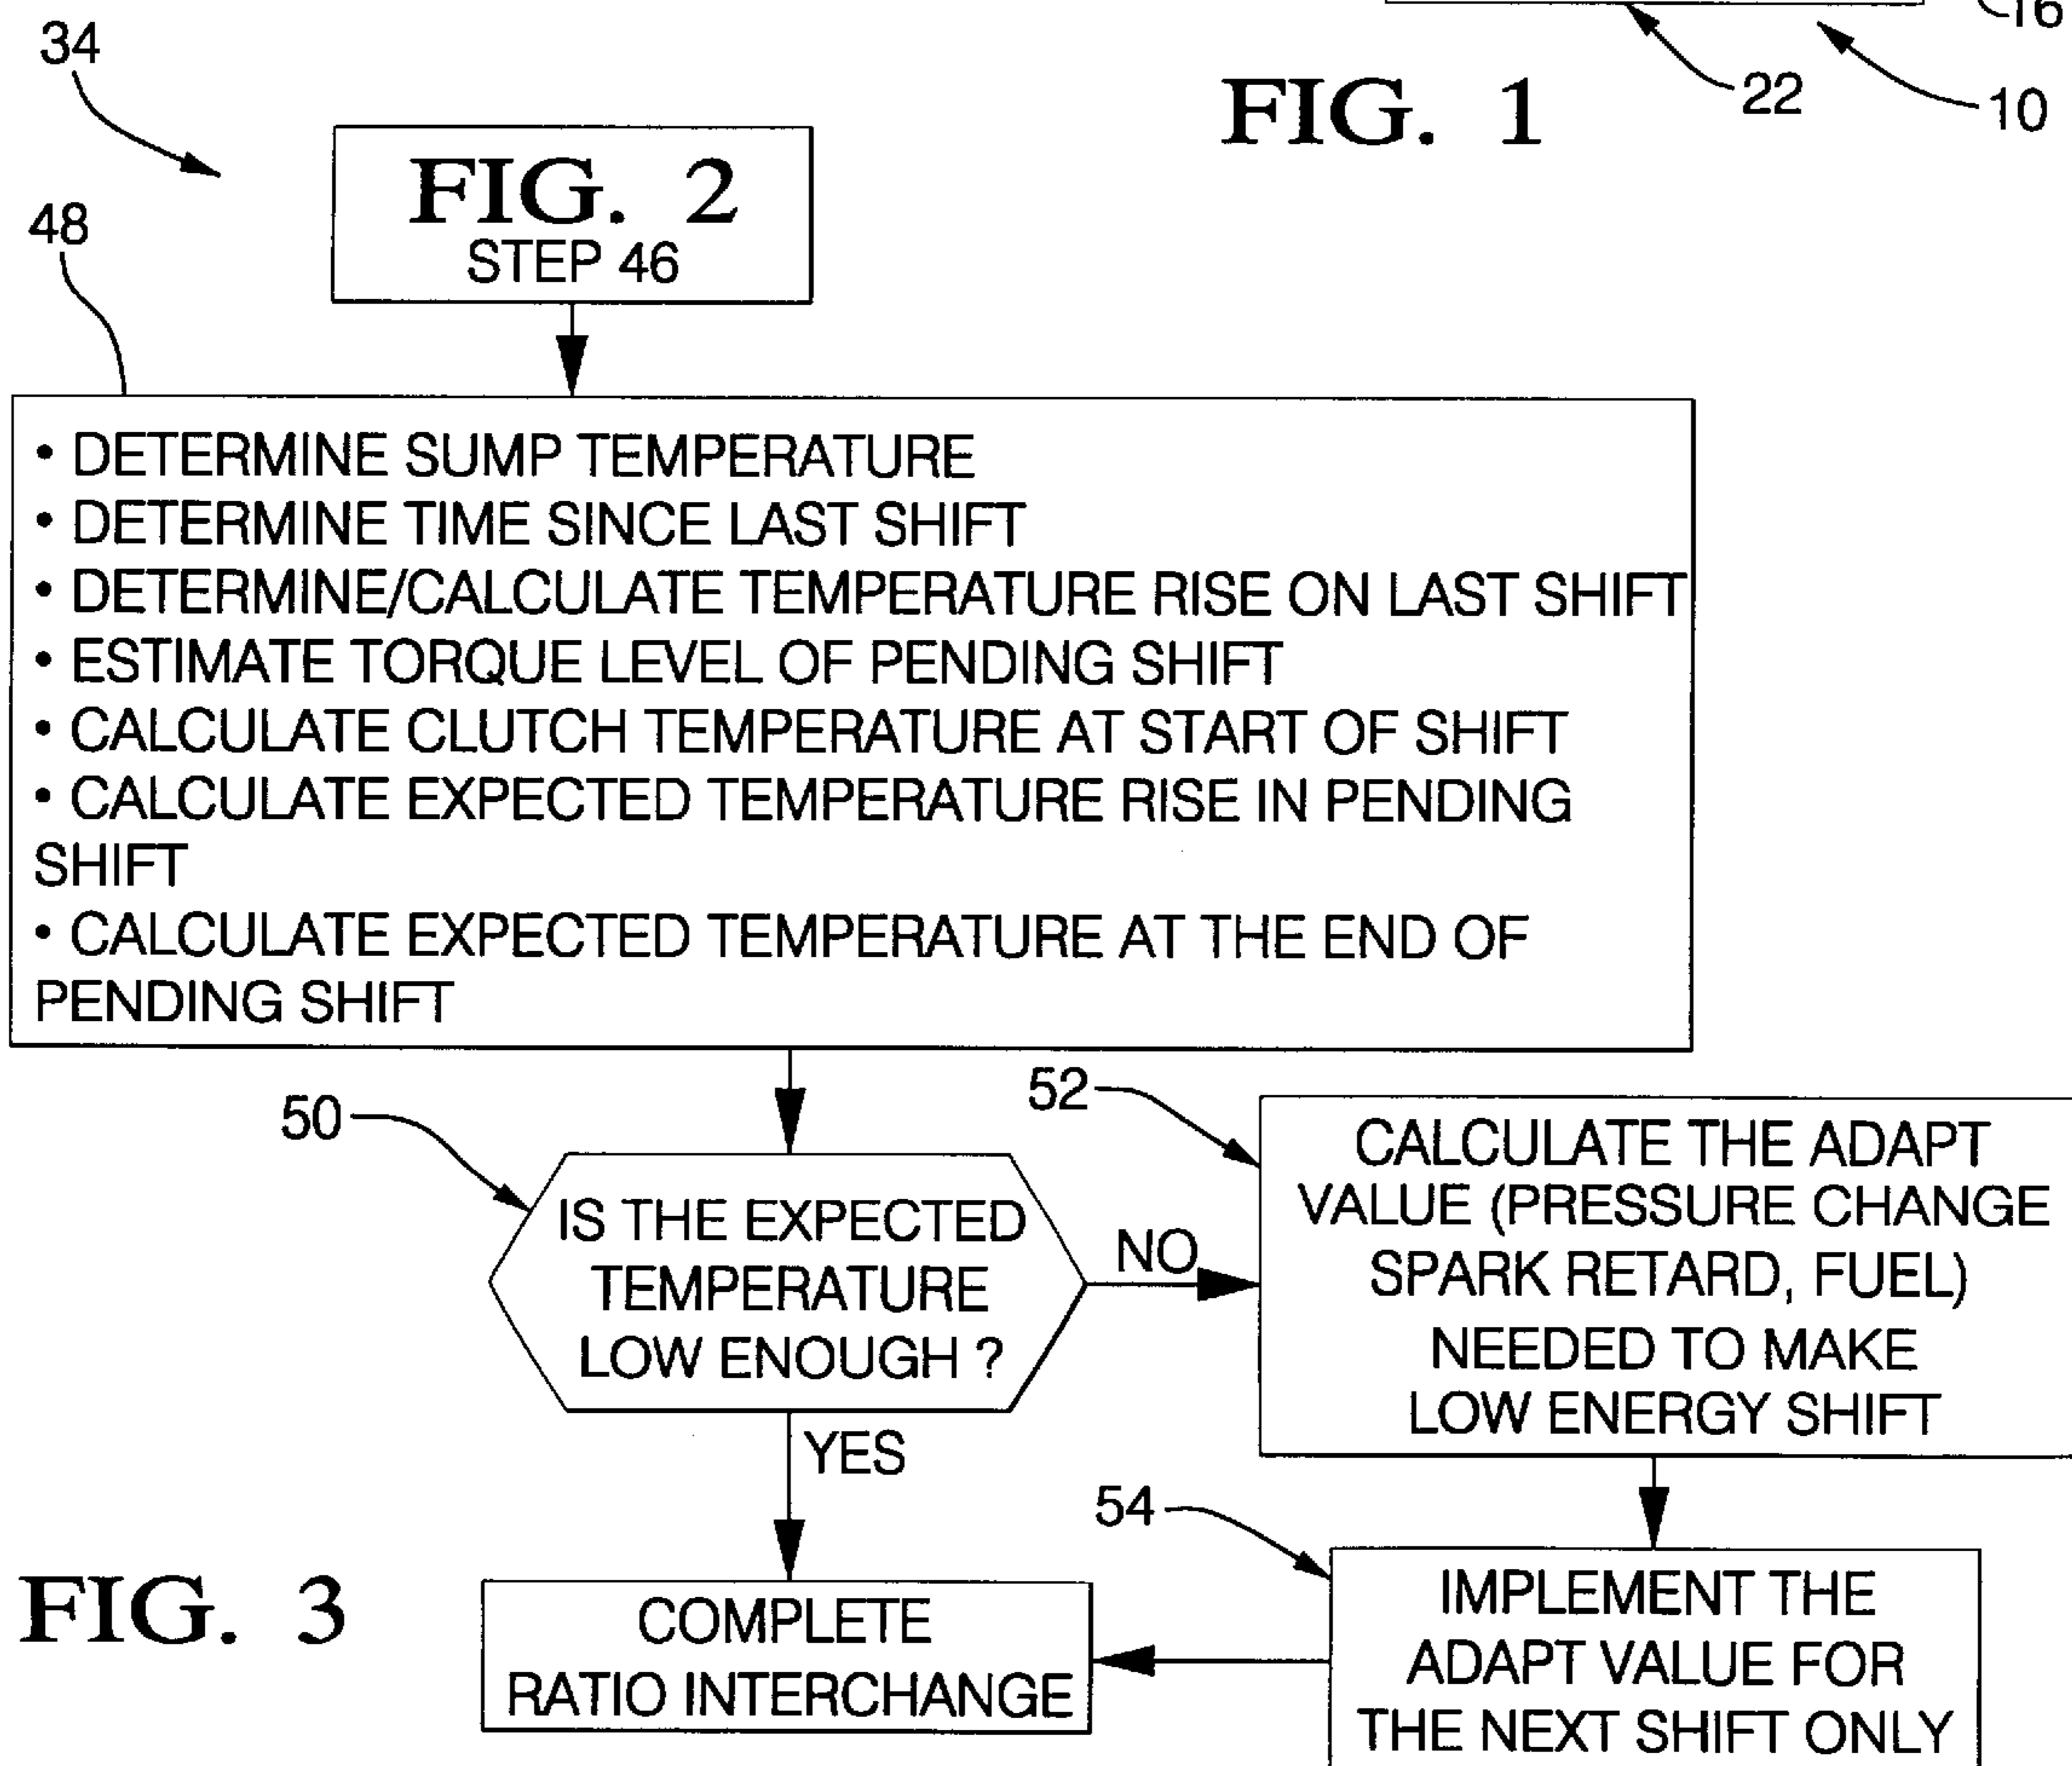 16
34
22
10
FIG. 1
FIG. 2
STEP 46
48
• DETERMINE SUMP TEMPERATURE
• DETERMINE TIME SINCE LAST SHIFT
• DETERMINE/CALCULATE TEMPERATURE RISE ON LAST SHIFT
• ESTIMATE TORQUE LEVEL OF PENDING SHIFT
• CALCULATE CLUTCH TEMPERATURE AT START OF SHIFT
• CALCULATE EXPECTED TEMPERATURE RISE IN PENDING
SHIFT
• CALCULATE EXPECTED TEMPERATURE AT THE END OF
PENDING SHIFT
50
IS THE EXPECTED
TEMPERATURE
LOW ENOUGH ?
NO
YES
52
CALCULATE THE ADAPT
VALUE (PRESSURE CHANGE
SPARK RETARD, FUEL)
NEEDED TO MAKE
LOW ENERGY SHIFT
54
IMPLEMENT THE
ADAPT VALUE FOR
THE NEXT SHIFT ONLY
COMPLETE
RATIO INTERCHANGE
FIG. 3